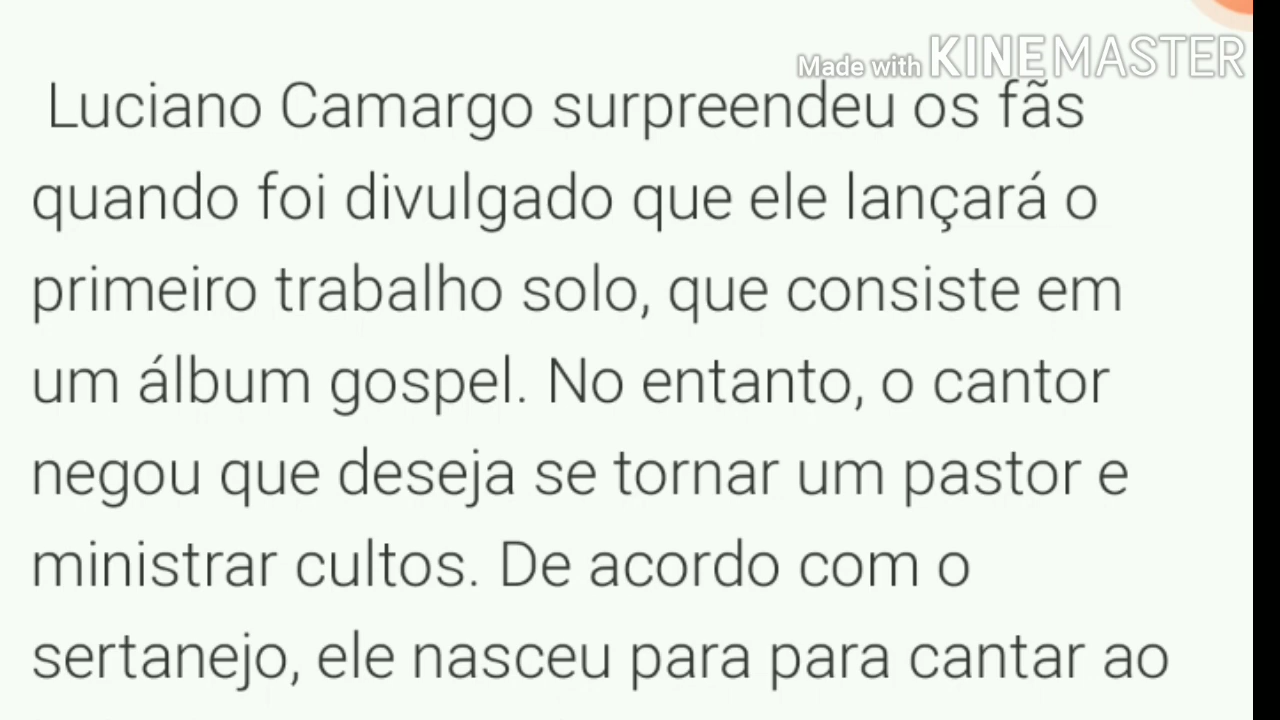 Made with KINEMASTER
Luciano Camargo surpreendeu os fãs
quando foi divulgado que ele lançará o
primeiro trabalho solo, que consiste em
um álbum gospel. No entanto, o cantor
negou que deseja se tornar um pastor e
ministrar cultos. De acordo com o
sertanejo, ele nasceu para para cantar ao